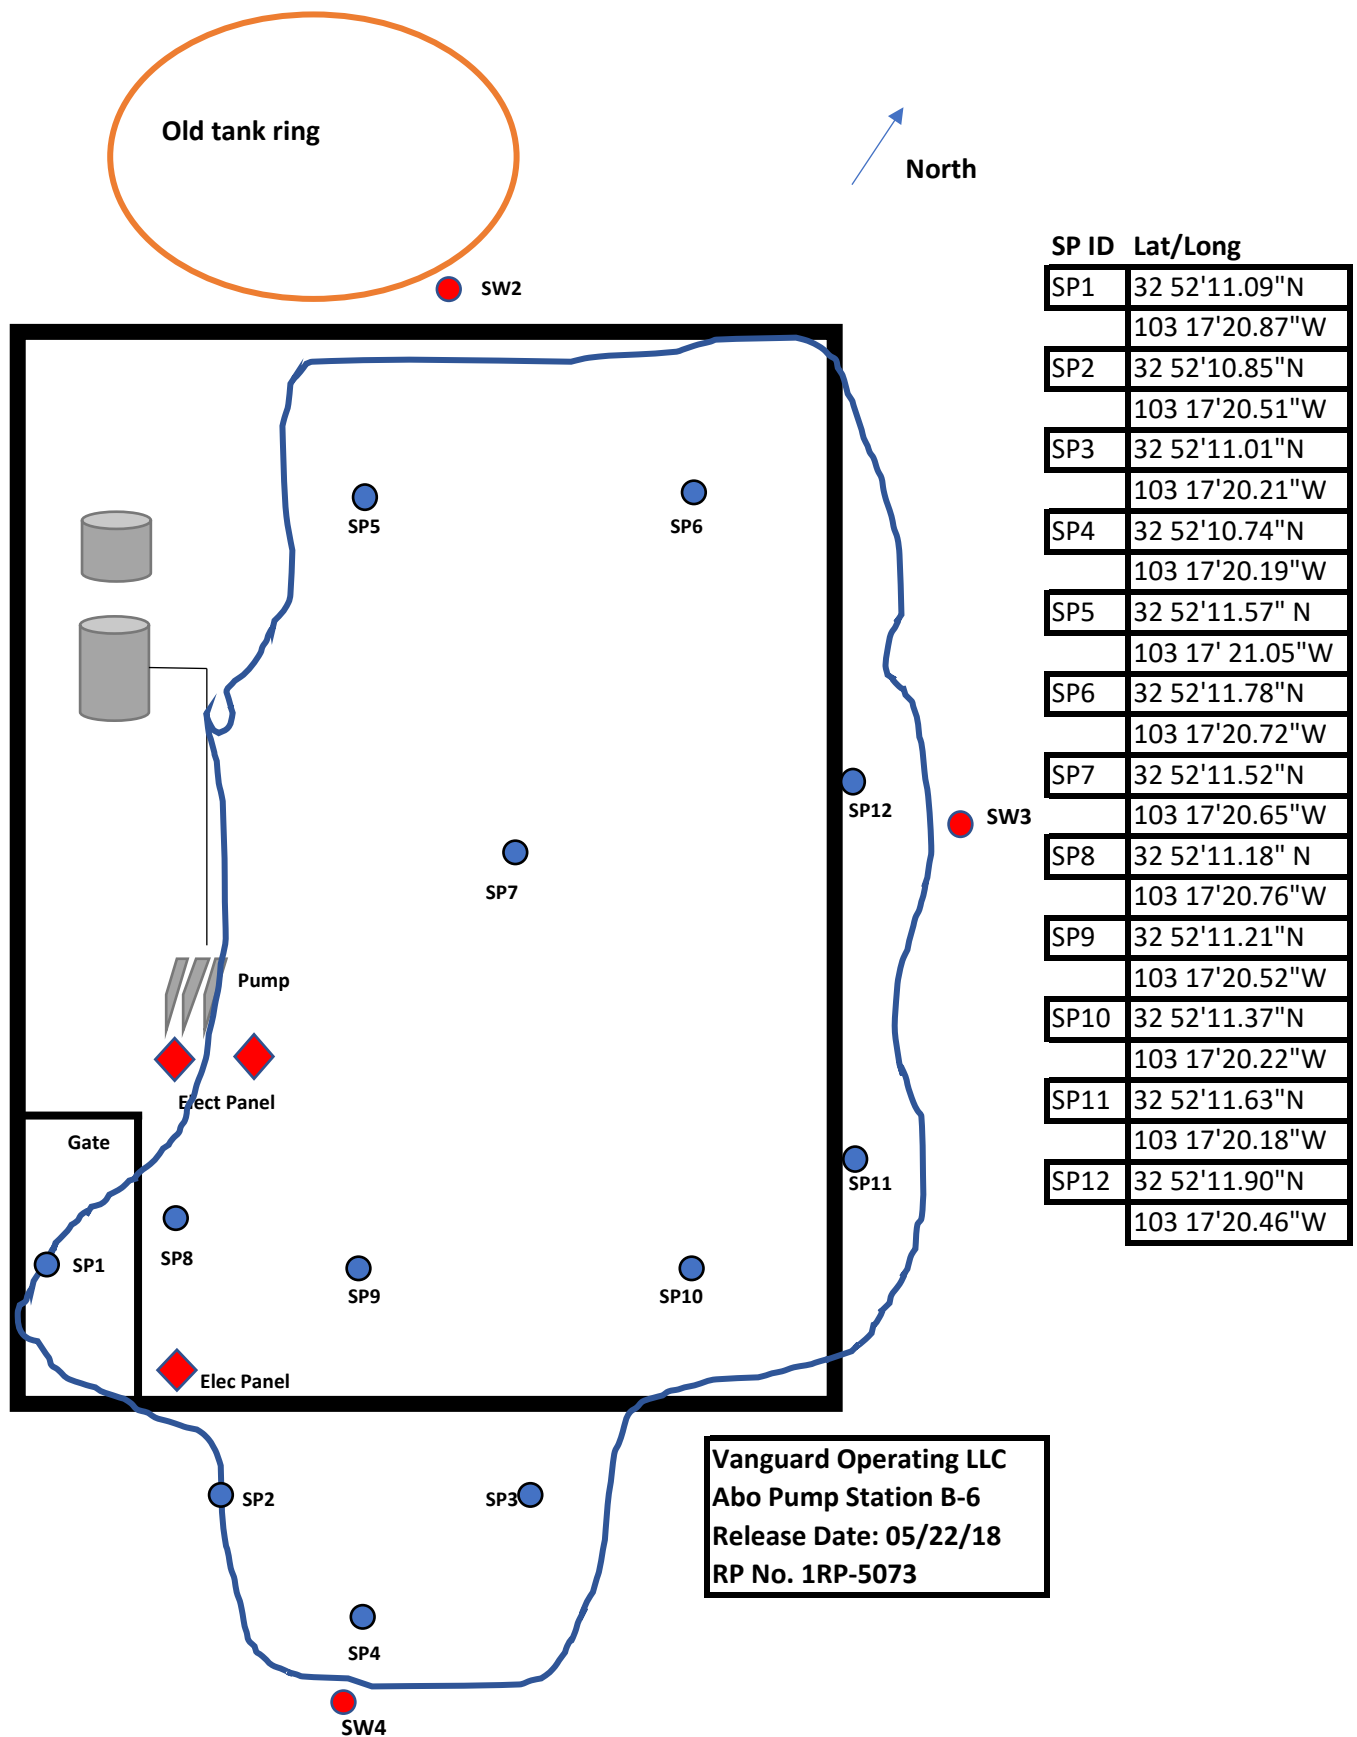 Old tank ring
North
SW2
SP5
SP6
SP12
SW3
SP7
Pump
Elect Panel
Gate
SP11
SP8
SP1
SP9
SP10
Elec Panel
SP2
SP3
SP4
SW4
SP ID Lat/Long
SP1 32 52'11.09"N
103 17'20.87"W
SP2 32 52'10.85"N
103 17'20.51"W
SP3 32 52'11.01"N
103 17'20.21"W
SP4 32 52'10.74"N
103 17'20.19"W
SP5 32 52'11.57" N
103 17' 21.05"W
SP6 32 52'11.78"N
103 17'20.72"W
SP7 32 52'11.52"N
103 17'20.65"W
SP8 32 52'11.18" N
103 17'20.76"W
SP9 32 52'11.21"N
103 17'20.52"W
SP10 32 52'11.37"N
103 17'20.22"W
SP11 32 52'11.63"N
103 17'20.18"W
SP12 32 52'11.90"N
103 17'20.46"W
Vanguard Operating LLC
Abo Pump Station B-6
Release Date: 05/22/18
RP No. 1RP-5073